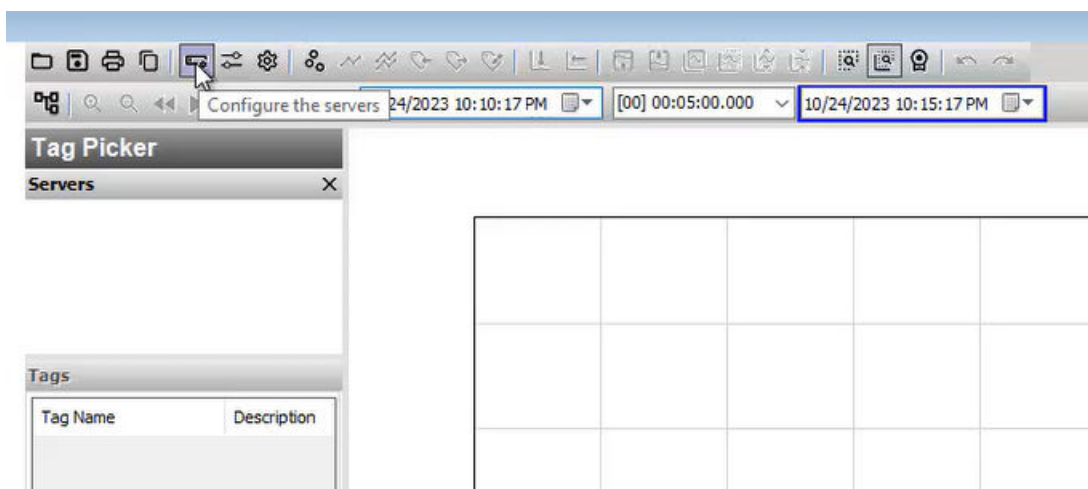 Configure the servers 24/2023 10:10:17 PM [00] 00:05:00.000 10/24/2023 10:15:17 PM
Tag Picker
Servers
Tags
Tag Name Description